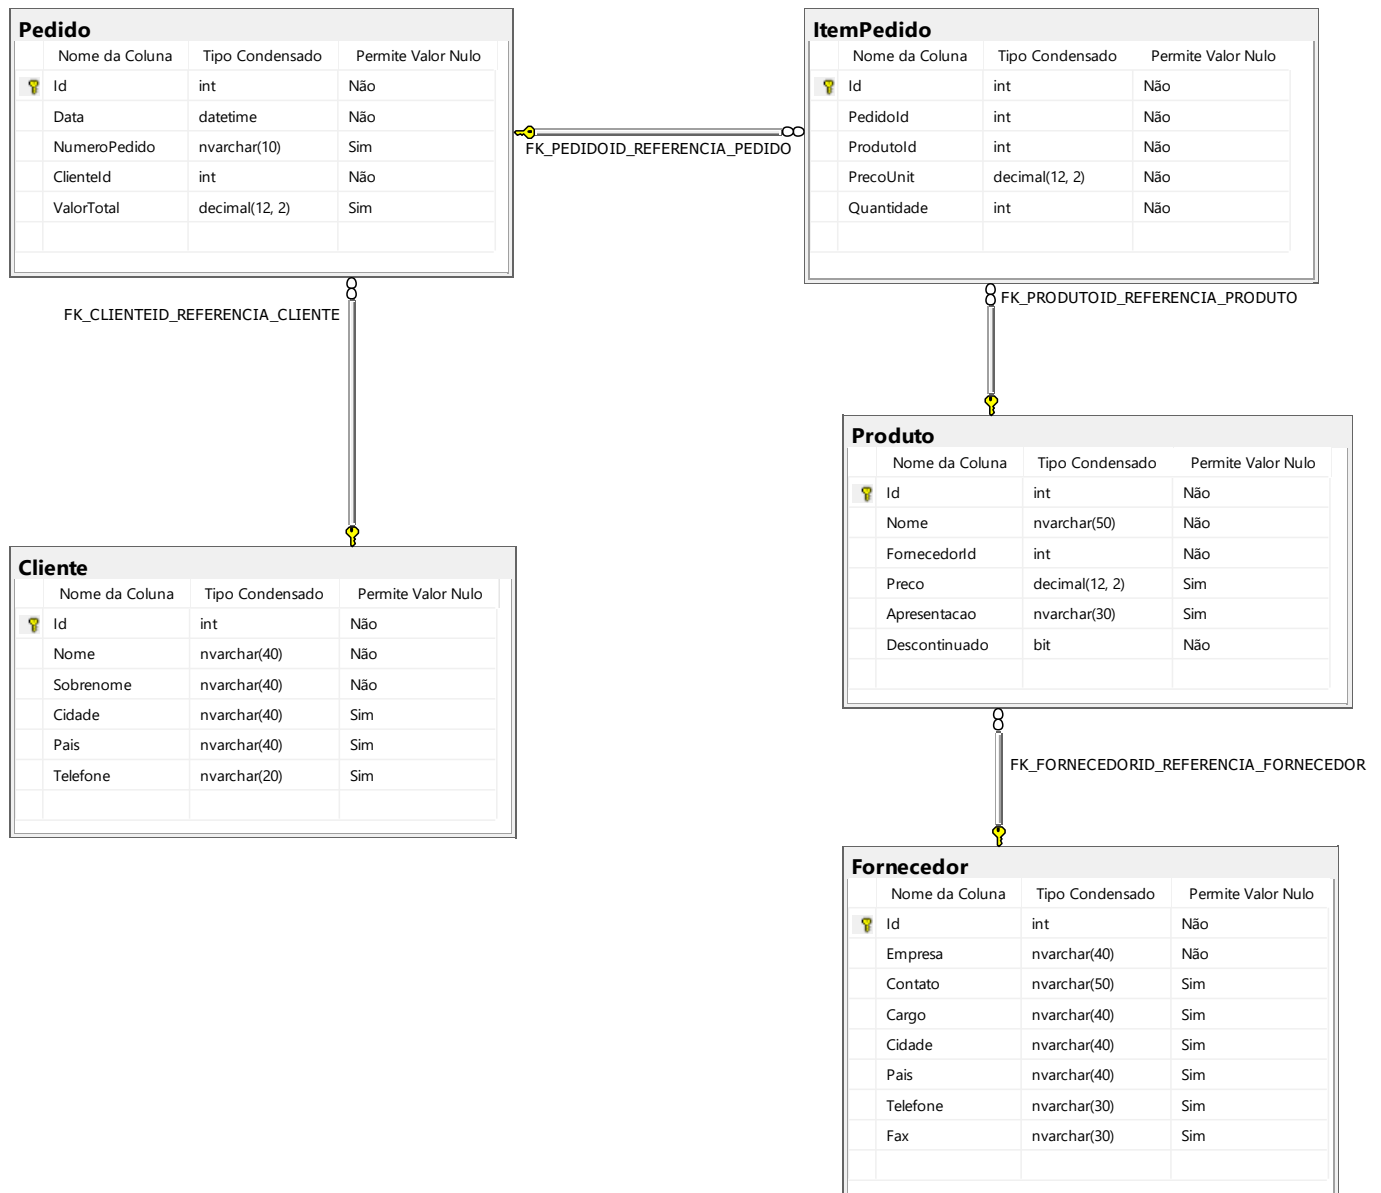 Pedido
Nome da Coluna Tipo Condensado Permite Valor Nulo
Id int Não
Data datetime Não
NumeroPedido nvarchar(10) Sim
ClienteId int Não
ValorTotal decimal(12, 2) Sim
FK_PEDIDOID_REFERENCIA_PEDIDO
ItemPedido
Nome da Coluna Tipo Condensado Permite Valor Nulo
Id int Não
PedidoId int Não
ProdutoId int Não
PrecoUnit decimal(12, 2) Não
Quantidade int Não
FK_CLIENTEID_REFERENCIA_CLIENTE
FK_PRODUTOID_REFERENCIA_PRODUTO
Cliente
Nome da Coluna Tipo Condensado Permite Valor Nulo
Id int Não
Nome nvarchar(40) Não
Sobrenome nvarchar(40) Não
Cidade nvarchar(40) Sim
Pais nvarchar(40) Sim
Telefone nvarchar(20) Sim
Produto
Nome da Coluna Tipo Condensado Permite Valor Nulo
Id int Não
Nome nvarchar(50) Não
FornecedorId int Não
Preco decimal(12, 2) Sim
Apresentacao nvarchar(30) Sim
Descontinuado bit Não
FK_FORNECEDORID_REFERENCIA_FORNECEDOR
Fornecedor
Nome da Coluna Tipo Condensado Permite Valor Nulo
Id int Não
Empresa nvarchar(40) Não
Contato nvarchar(50) Sim
Cargo nvarchar(40) Sim
Cidade nvarchar(40) Sim
Pais nvarchar(40) Sim
Telefone nvarchar(30) Sim
Fax nvarchar(30) Sim